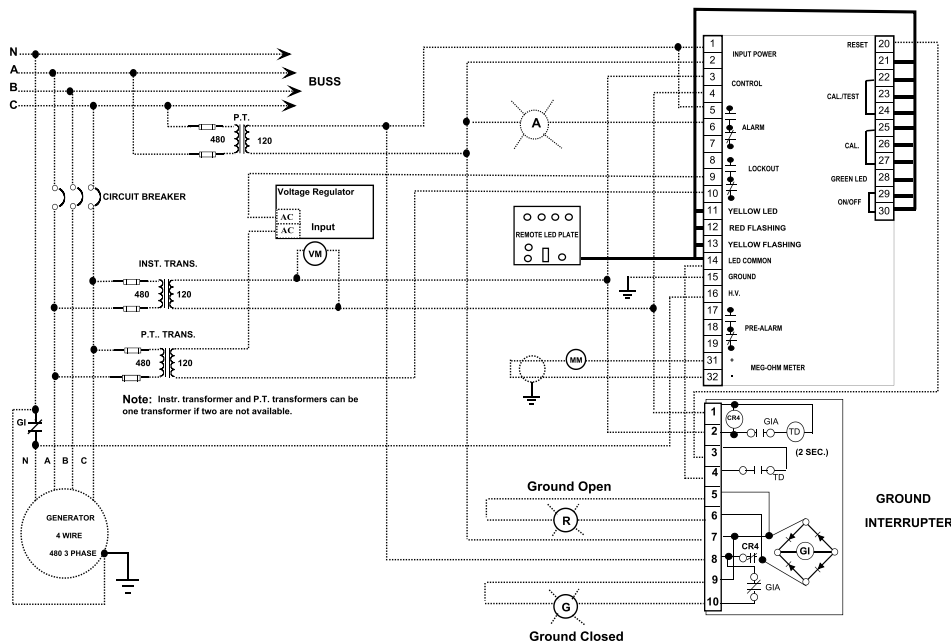 N
A
B
C
BUSS
P.T.
480
120
CIRCUIT BREAKER
Voltage Regulator
AC
AC
Input
VM
INST. TRANS.
480
120
P.T.. TRANS.
480
120
Note: Instr. transformer and P.T. transformers can be
one transformer if two are not available.
GI
N A B C
GENERATOR
4 WIRE
480 3 PHASE
A
REMOTE LED PLATE
MM
1
2
3
4
5
6
7
8
9
10
11
12
13
14
15
16
17
18
19
31
32
INPUT POWER
CONTROL
ALARM
LOCKOUT
YELLOW LED
RED FLASHING
YELLOW FLASHING
LED COMMON
GROUND
H.V.
PRE-ALARM
+
MEG-OHM METER
-
RESET
CAL./TEST
CAL.
GREEN LED
ON/OFF
20
21
22
23
24
25
26
27
28
29
30
1
2
3
4
5
6
7
8
9
10
CR4
GIA
TD
(2 SEC.)
TD
CR4
GI
GIA
GROUND
INTERRUPTER
Ground Open
R
G
Ground Closed